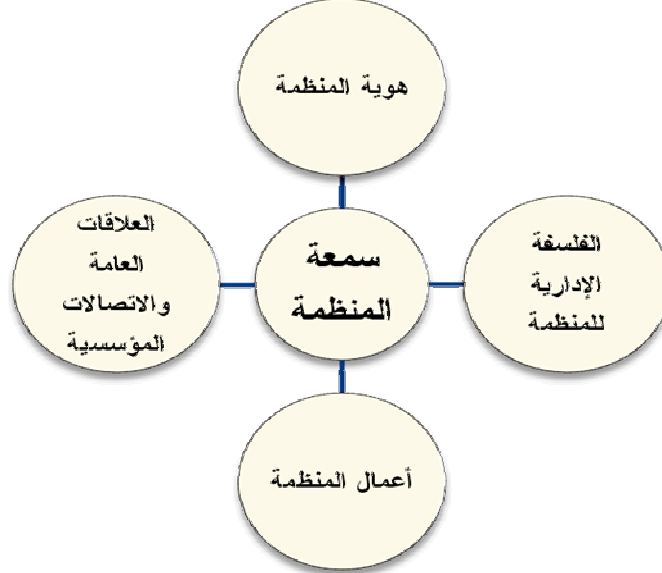 هوية المنظمة
الفلسفة
الإدارية
للمنظمة
سمعة
المنظمة
العلاقات
العامة
والاتصالات
المؤسسية
أعمال المنظمة